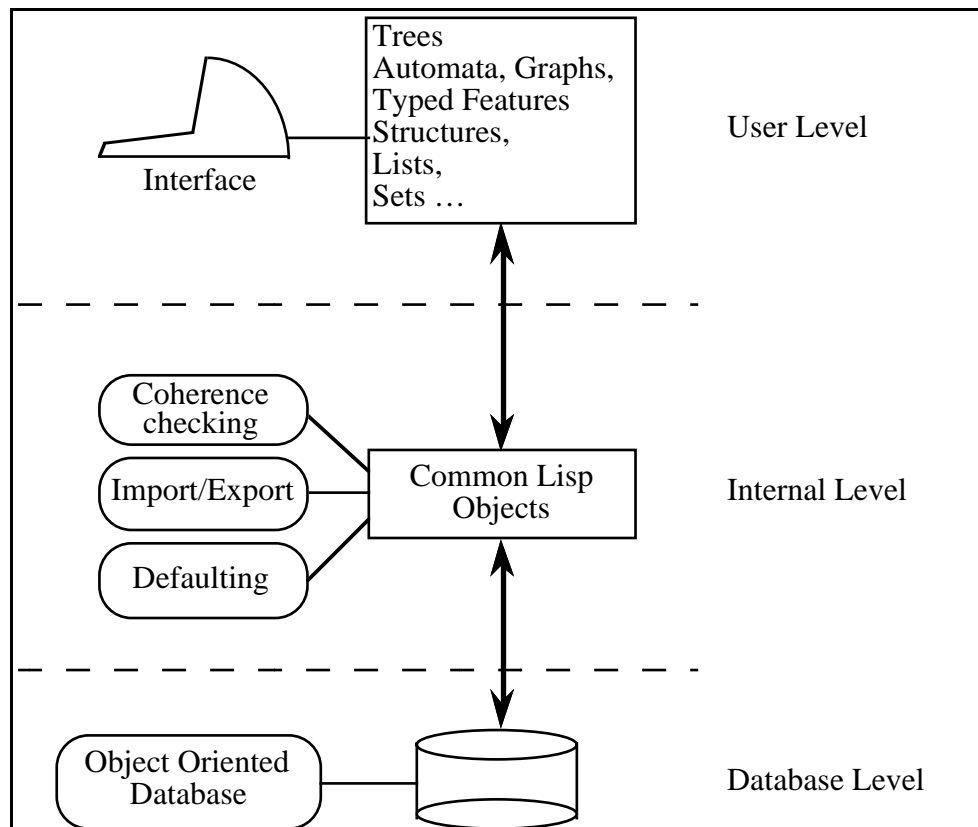 Trees
Automata, Graphs,
Typed Features
Structures,
Lists,
Sets …
Interface
User Level
Coherence
checking
Import/Export
Defaulting
Common Lisp
Objects
Internal Level
Object Oriented
Database
Database Level